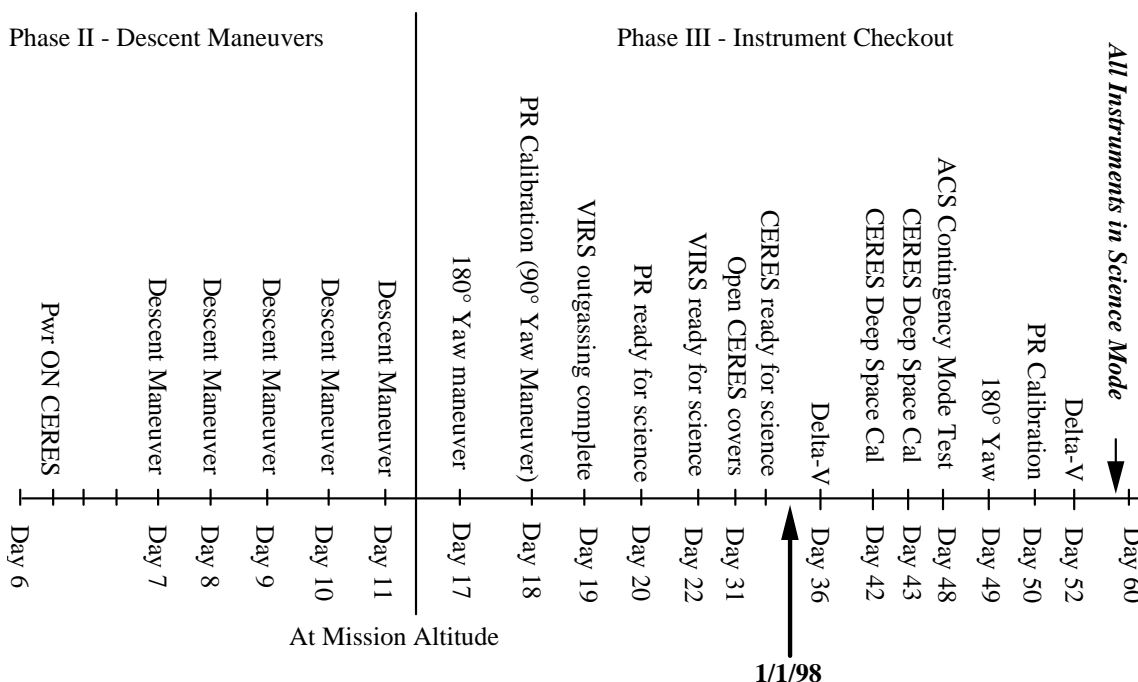 Phase II - Descent Maneuvers
Phase III - Instrument Checkout
All Instruments in Science Mode
Pwr ON CERES
Descent Maneuver
Descent Maneuver
Descent Maneuver
Descent Maneuver
Descent Maneuver
180° Yaw maneuver
PR Calibration (90° Yaw Maneuver)
VIRS outgassing complete
PR ready for science
VIRS ready for science
Open CERES covers
CERES ready for science
Delta-V
CERES Deep Space Cal
CERES Deep Space Cal
ACS Contingency Mode Test
180° Yaw
PR Calibration
Delta-V
Day 6
Day 7
Day 8
Day 9
Day 10
Day 11
Day 17
Day 18
Day 19
Day 20
Day 22
Day 31
Day 36
Day 42
Day 43
Day 48
Day 49
Day 50
Day 52
Day 60
At Mission Altitude
1/1/98